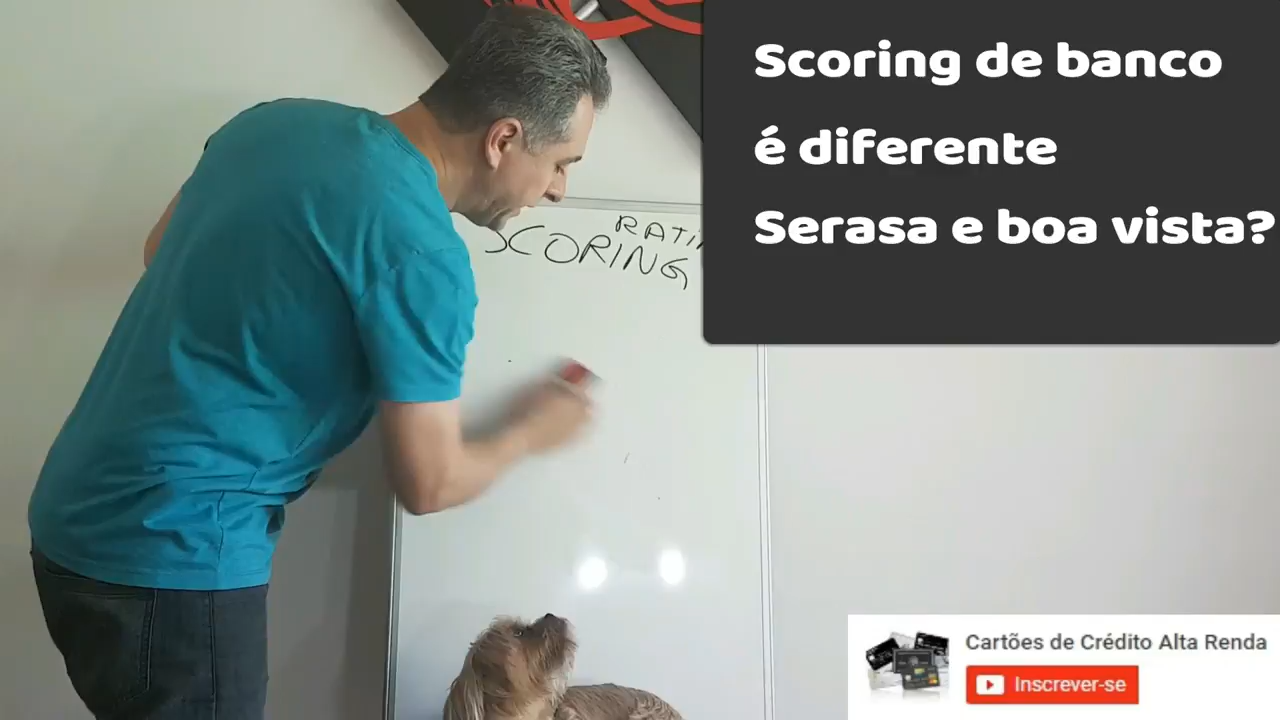 Scoring de banco
é diferente
Serasa e boa vista?
SCORING
Cartões de Crédito Alta Renda
Inscrever-se